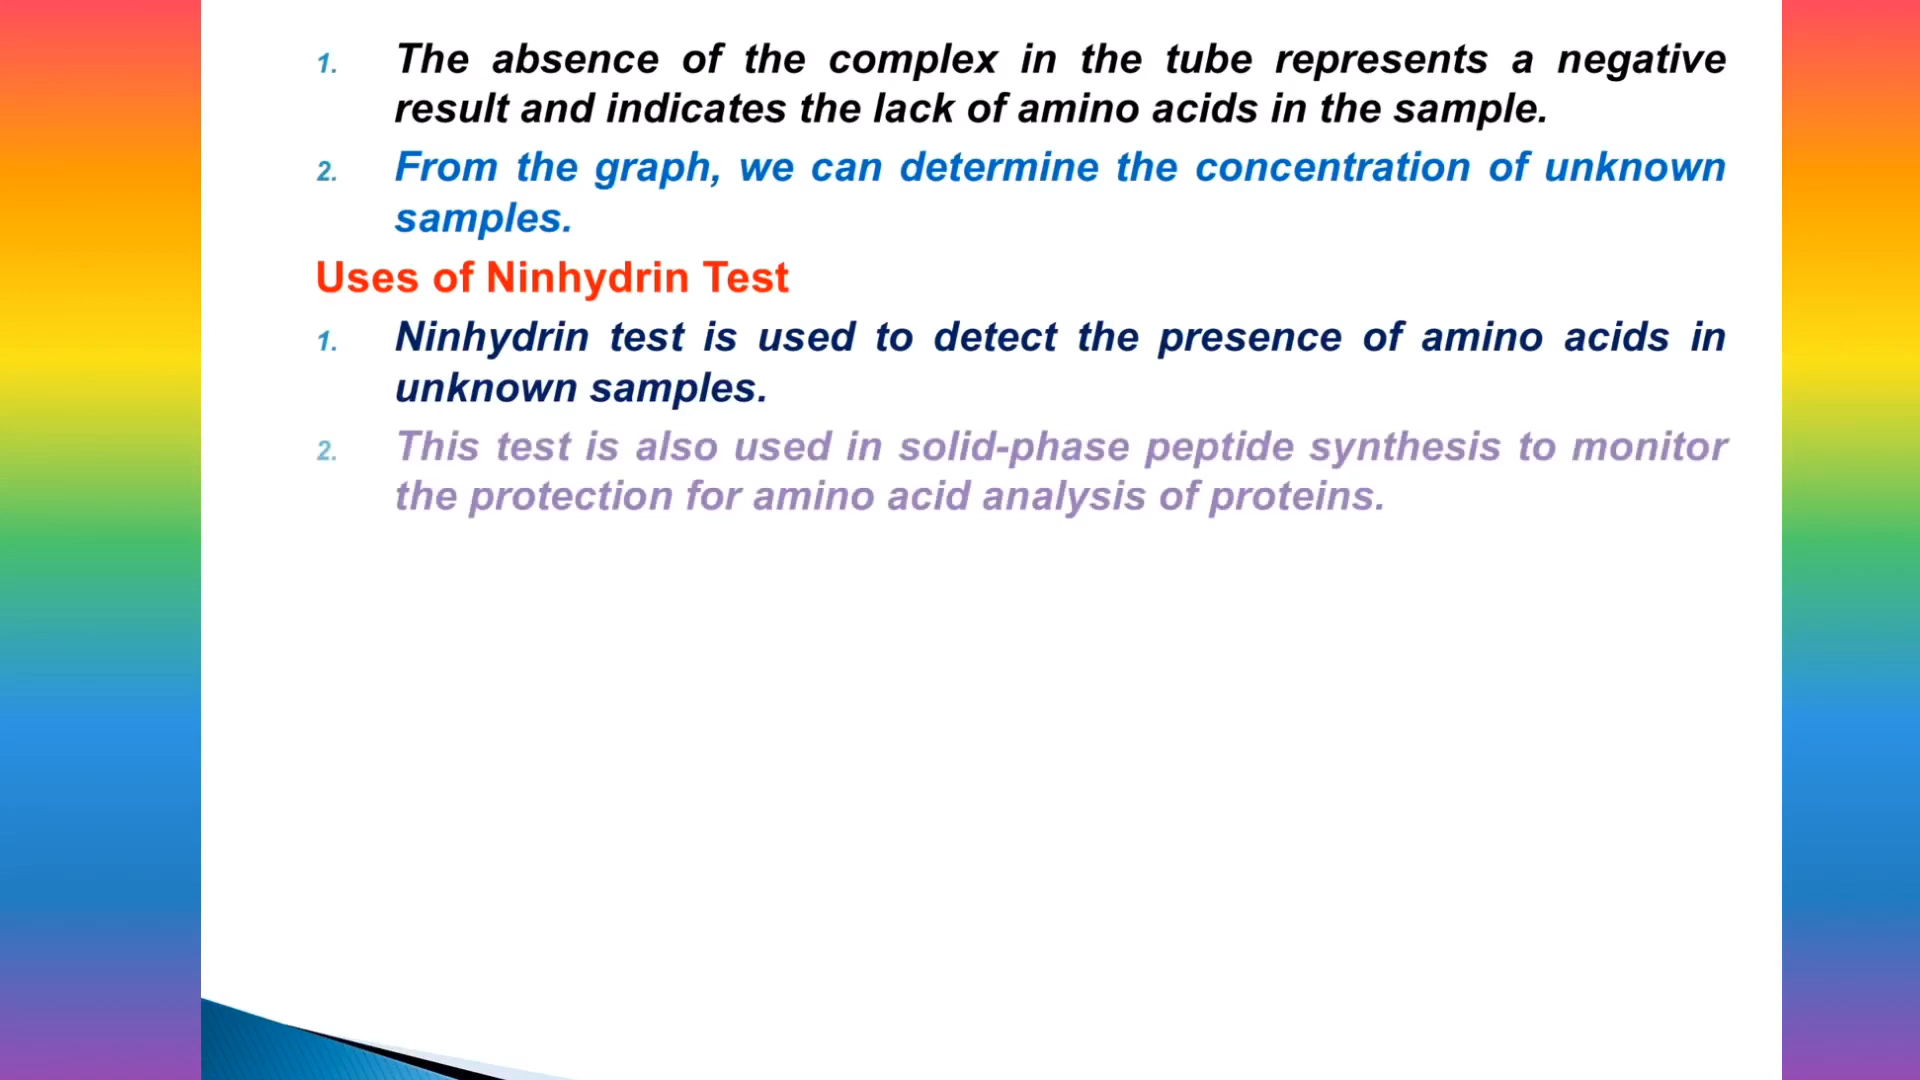 1. The absence of the complex in the tube represents a negative
result and indicates the lack of amino acids in the sample.
2. From the graph, we can determine the concentration of unknown
samples.
Uses of Ninhydrin Test
1. Ninhydrin test is used to detect the presence of amino acids in
unknown samples.
2. This test is also used in solid-phase peptide synthesis to monitor
the protection for amino acid analysis of proteins.